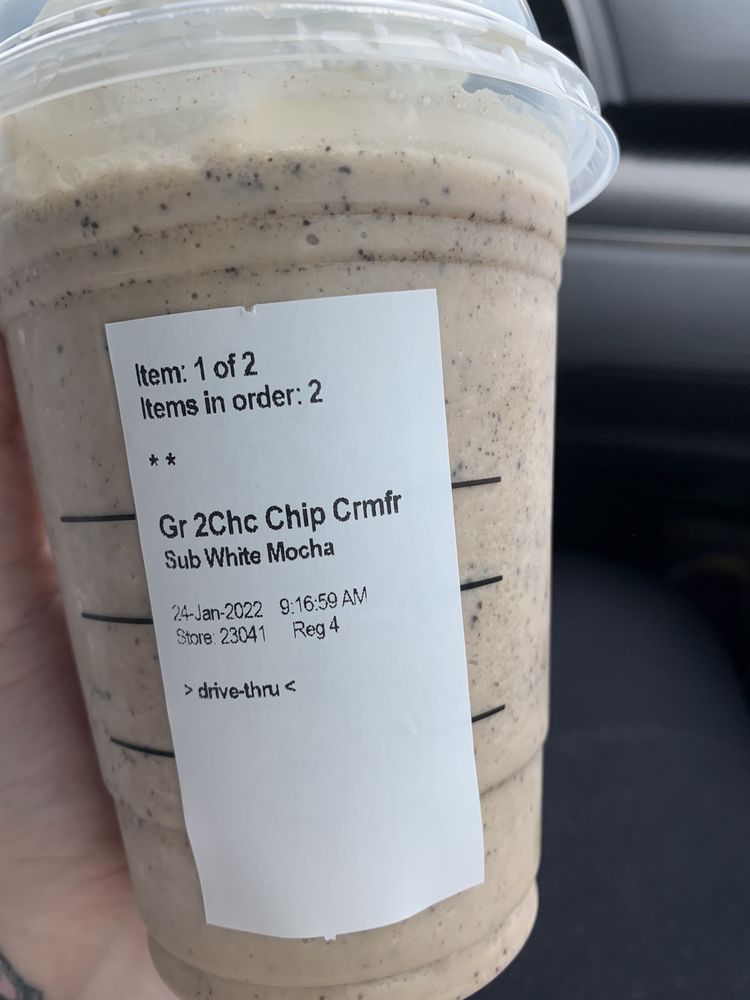 Item: 1 of 2
Items in order: 2
* *
Gr 2Chc Chip Crmfr
Sub White Mocha
24-Jan-2022 9:16:59 AM
Store: 23041 Reg 4
> drive-thru <